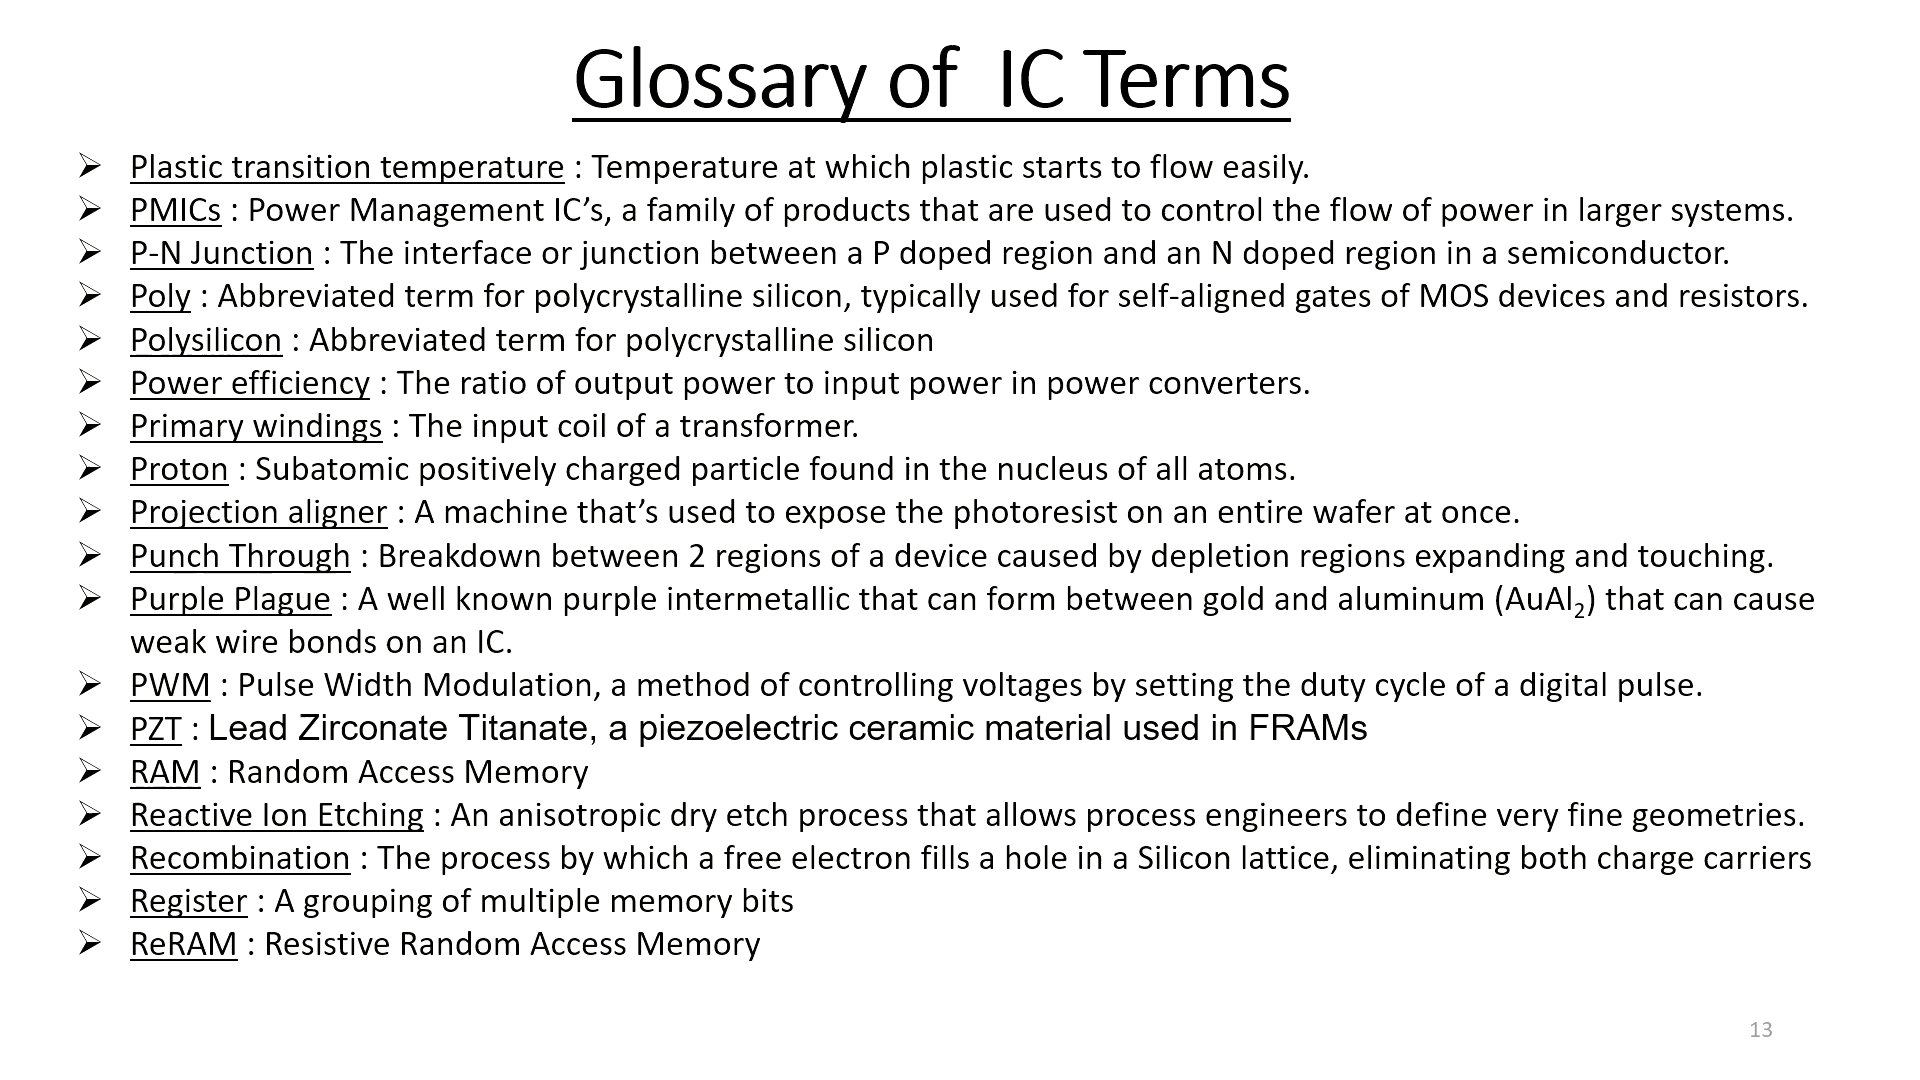 Glossary of  IC Terms
➢ Plastic transition temperature : Temperature at which plastic starts to flow easily.
➢ PMICs : Power Management IC’s, a family of products that are used to control the flow of power in larger systems.
➢ P-N Junction : The interface or junction between a P doped region and an N doped region in a semiconductor.
➢ Poly : Abbreviated term for polycrystalline silicon, typically used for self-aligned gates of MOS devices and resistors.
➢ Polysilicon : Abbreviated term for polycrystalline silicon
➢ Power efficiency : The ratio of output power to input power in power converters.
➢ Primary windings : The input coil of a transformer.
➢ Proton : Subatomic positively charged particle found in the nucleus of all atoms.
➢ Projection aligner : A machine that’s used to expose the photoresist on an entire wafer at once.
➢ Punch Through : Breakdown between 2 regions of a device caused by depletion regions expanding and touching.
➢ Purple Plague : A well known purple intermetallic that can form between gold and aluminum (AuAl₂) that can cause
weak wire bonds on an IC.
➢ PWM : Pulse Width Modulation, a method of controlling voltages by setting the duty cycle of a digital pulse.
➢ PZT : Lead Zirconate Titanate, a piezoelectric ceramic material used in FRAMs
➢ RAM : Random Access Memory
➢ Reactive Ion Etching : An anisotropic dry etch process that allows process engineers to define very fine geometries.
➢ Recombination : The process by which a free electron fills a hole in a Silicon lattice, eliminating both charge carriers
➢ Register : A grouping of multiple memory bits
➢ ReRAM : Resistive Random Access Memory
13